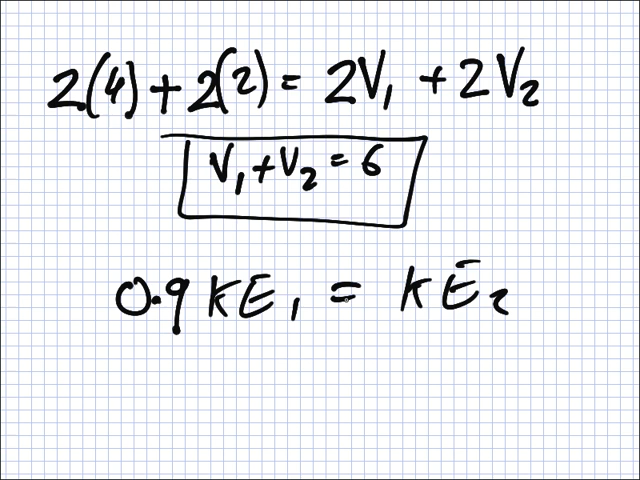 2(4) + 2(2) = 2V₁ + 2V₂
V₁ + V₂ = 6
0.9 KE₁ = KE₂